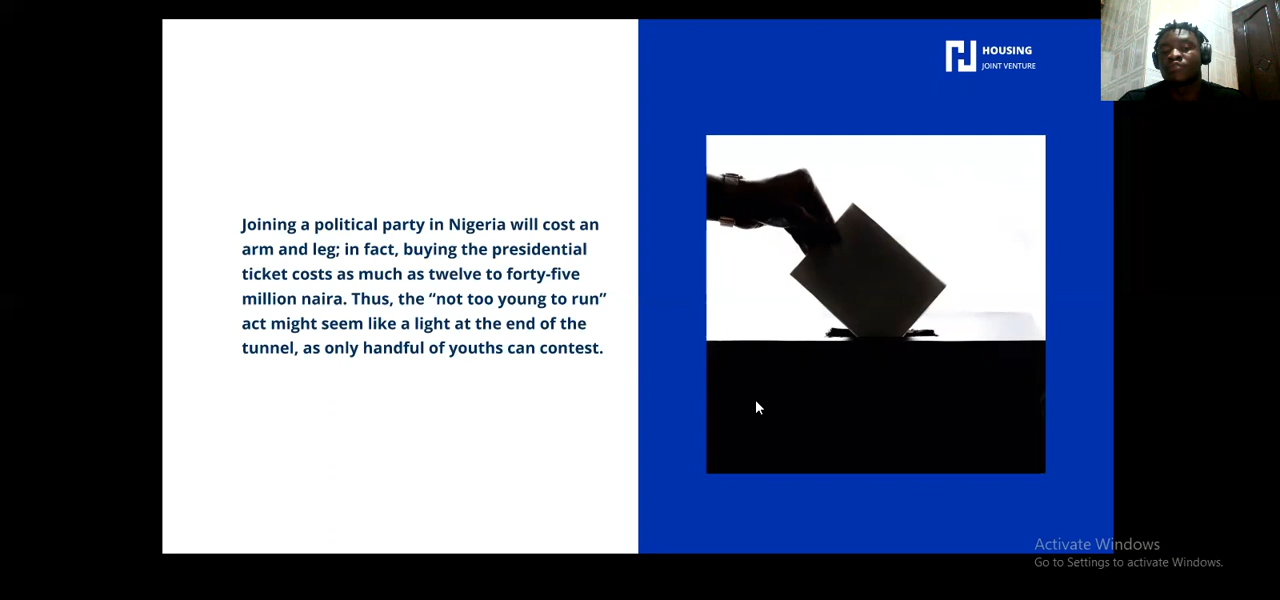 HOUSING
JOINT VENTURE
Joining a political party in Nigeria will cost an
arm and leg; in fact, buying the presidential
ticket costs as much as twelve to forty-five
million naira. Thus, the “not too young to run”
act might seem like a light at the end of the
tunnel, as only handful of youths can contest.
Activate Windows
Go to Settings to activate Windows.